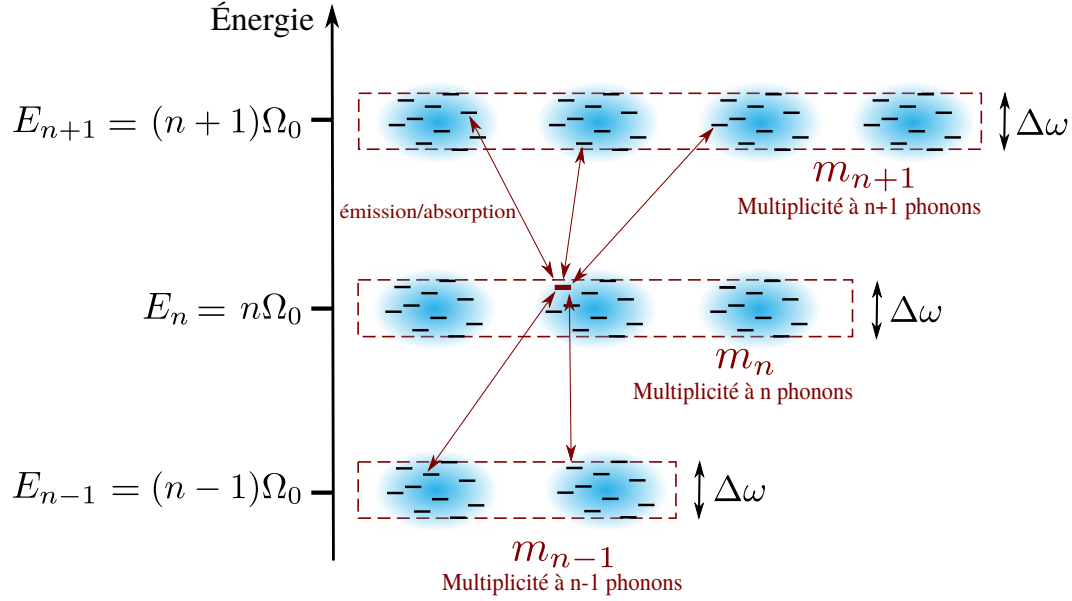 Énergie
E_{n+1} = (n+1)Ω_0
Δω
m_{n+1}
Multiplicité à n+1 phonons
émission/absorption
E_n = nΩ_0
Δω
m_n
Multiplicité à n phonons
E_{n−1} = (n−1)Ω_0
Δω
m_{n−1}
Multiplicité à n-1 phonons